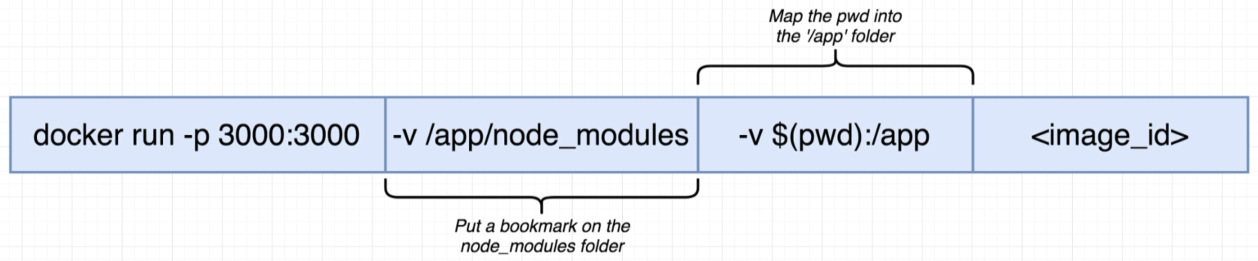 Map the pwd into
the '/app' folder
docker run -p 3000:3000 -v /app/node_modules -v $(pwd):/app <image_id>
Put a bookmark on the
node_modules folder